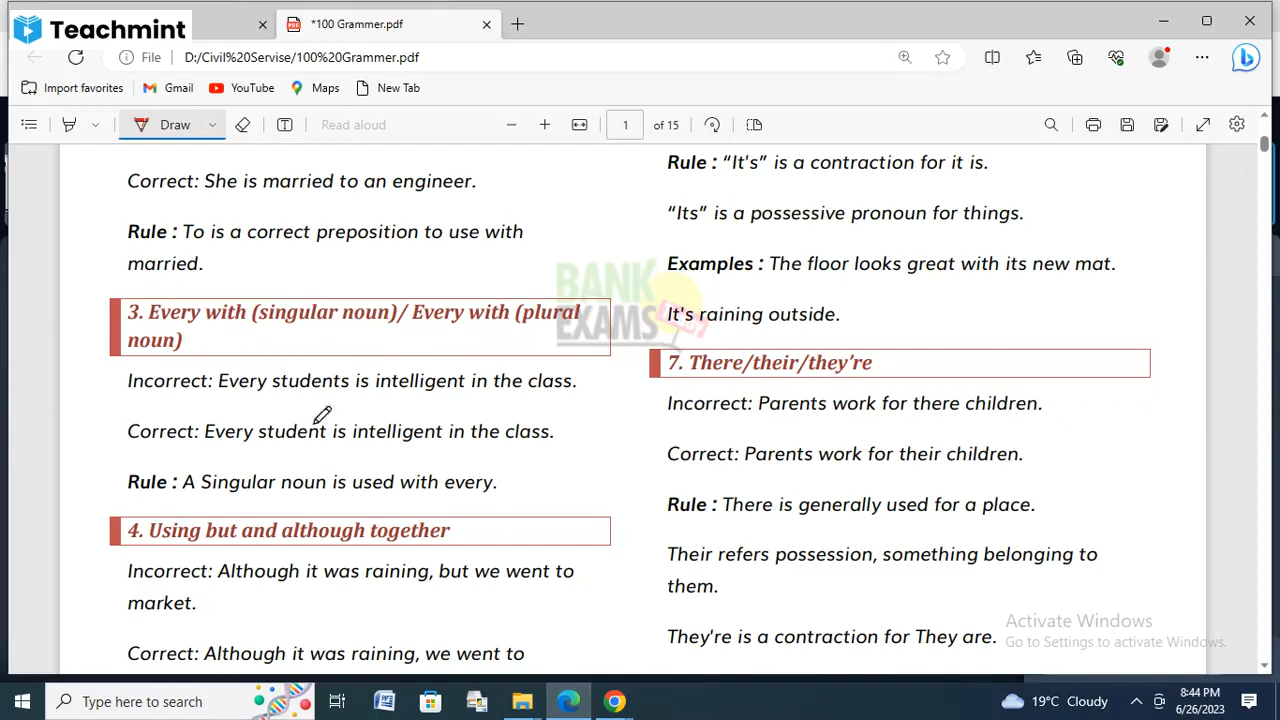 Teachmint
*100 Grammer.pdf
File
D:/Civil%20Servise/100%20Grammer.pdf
Import favorites
Gmail
YouTube
Maps
New Tab
Draw
Read aloud
1
of 15
Correct: She is married to an engineer.
Rule : To is a correct preposition to use with
married.
3. Every with (singular noun)/ Every with (plural
noun)
Incorrect: Every students is intelligent in the class.
Correct: Every student is intelligent in the class.
Rule : A Singular noun is used with every.
4. Using but and although together
Incorrect: Although it was raining, but we went to
market.
Correct: Although it was raining, we went to
BANK
EXAMS
Rule : “It's” is a contraction for it is.
“Its” is a possessive pronoun for things.
Examples : The floor looks great with its new mat.
It's raining outside.
7. There/their/they’re
Incorrect: Parents work for there children.
Correct: Parents work for their children.
Rule : There is generally used for a place.
Their refers possession, something belonging to
them.
They're is a contraction for They are.
Activate Windows
Go to Settings to activate Windows.
Type here to search
19°C Cloudy
8:44 PM
6/26/2023